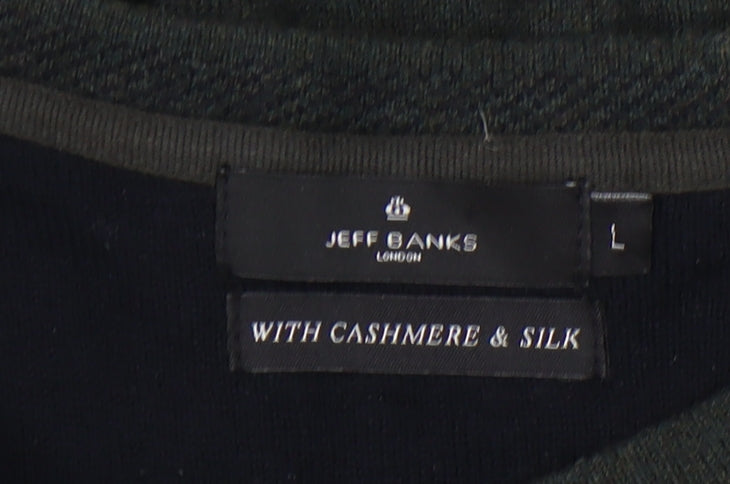 JEFF BANKS
LONDON
L
WITH CASHMERE & SILK